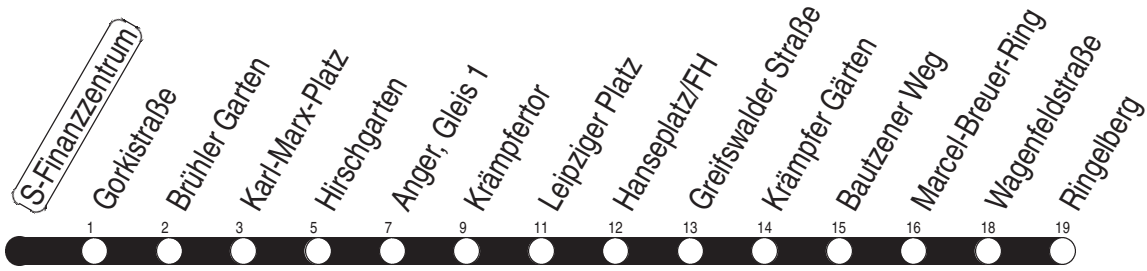 S-Finanzzentrum
Gorkistraße
Brühler Garten
Karl-Marx-Platz
Hirschgarten
Anger, Gleis 1
Krämpfertor
Leipziger Platz
Hanseplatz/FH
Greifswalder Straße
Krämpfer Gärten
Bautzener Weg
Marcel-Breuer-Ring
Wagenfeldstraße
Ringelberg
1 2 3 5 7 9 11 12 13 14 15 16 18 19